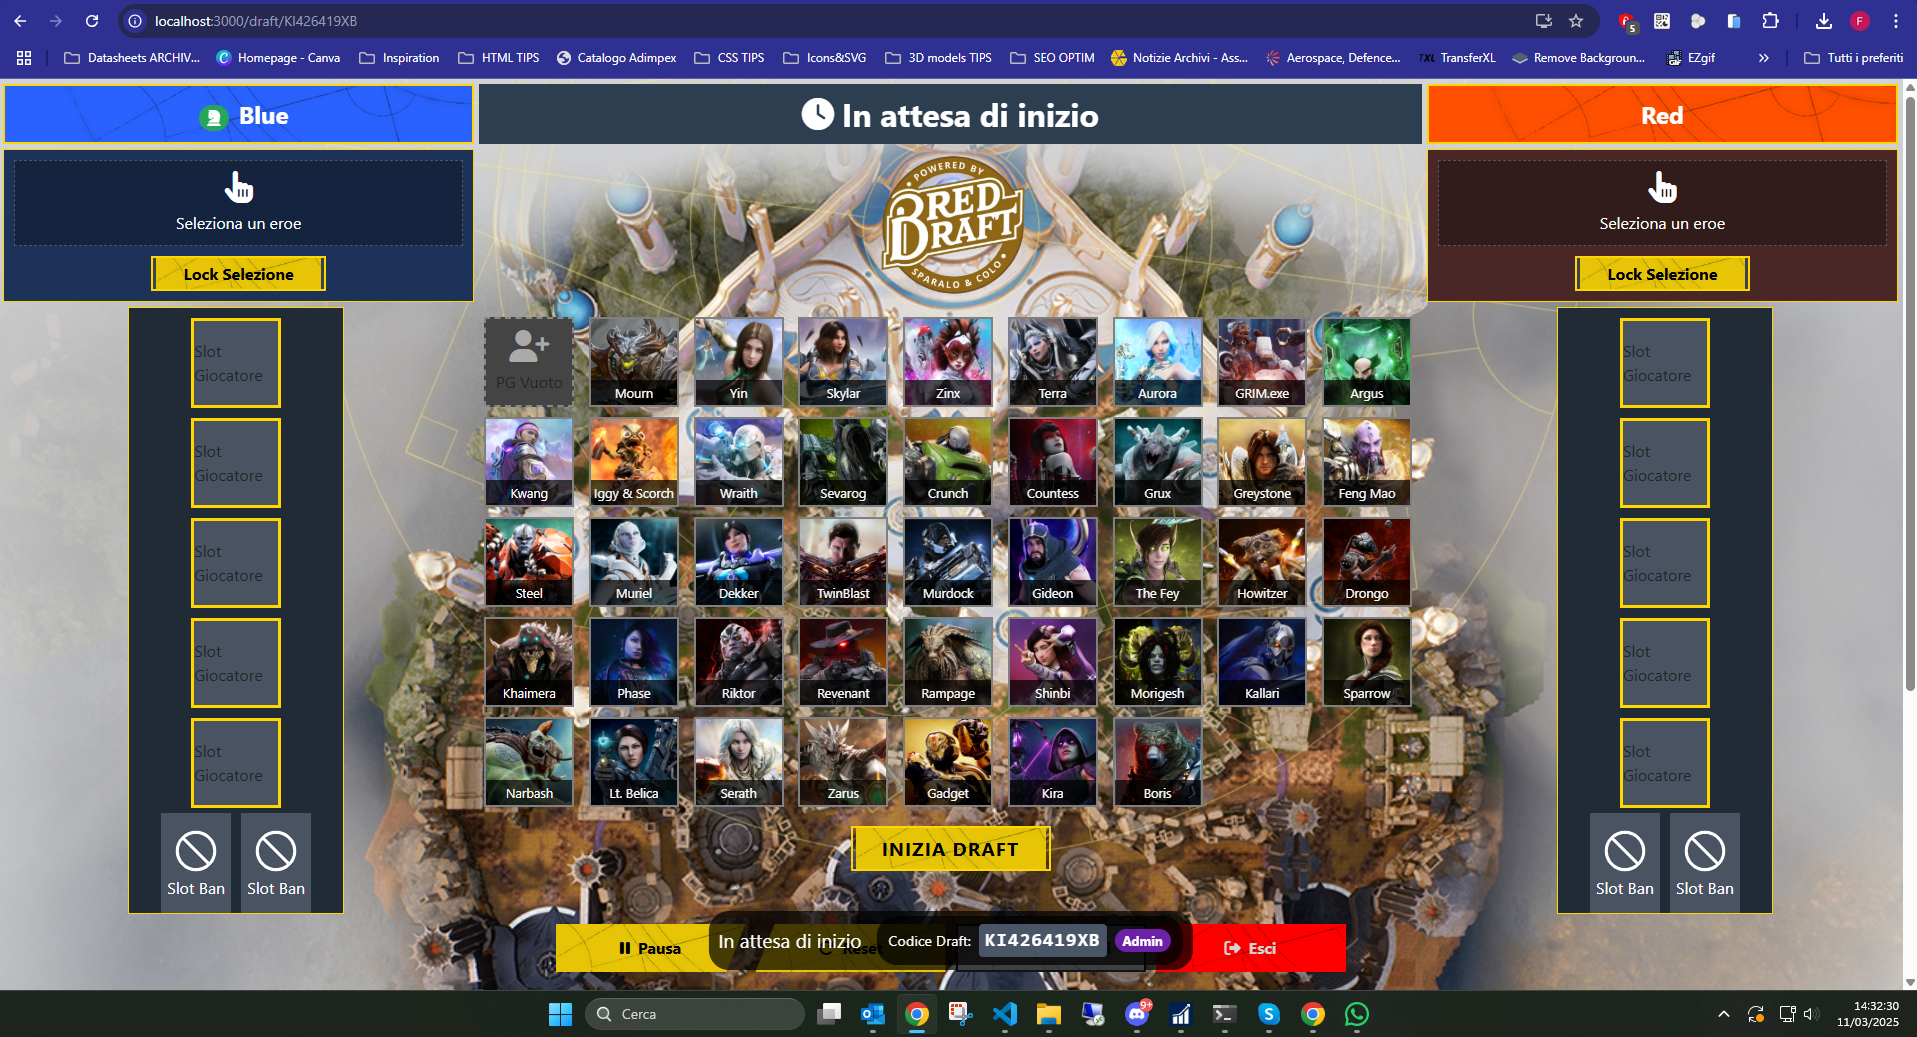 localhost:3000/draft/KI426419XB
5
F
Datasheets ARCHIV...
Homepage - Canva
Inspiration
HTML TIPS
Catalogo Adimpex
CSS TIPS
Icons&SVG
3D models TIPS
SEO OPTIM
Notizie Archivi - Ass...
Aerospace, Defence...
TXL TransferXL
Remove Backgroun...
EZgif
»
Tutti i preferiti
Blue
In attesa di inizio
Red
Seleziona un eroe
Lock Selezione
POWERED BY
BRED
DRAFT
SPARALO & COLO
Seleziona un eroe
Lock Selezione
Slot
Giocatore
Slot
Giocatore
Slot
Giocatore
Slot
Giocatore
Slot
Giocatore
Slot Ban
Slot Ban
PG Vuoto
Mourn
Yin
Skylar
Zinx
Terra
Aurora
GRIM.exe
Argus
Kwang
Iggy & Scorch
Wraith
Sevarog
Crunch
Countess
Grux
Greystone
Feng Mao
Steel
Muriel
Dekker
TwinBlast
Murdock
Gideon
The Fey
Howitzer
Drongo
Khaimera
Phase
Riktor
Revenant
Rampage
Shinbi
Morigesh
Kallari
Sparrow
Narbash
Lt. Belica
Serath
Zarus
Gadget
Kira
Boris
INIZIA DRAFT
Slot
Giocatore
Slot
Giocatore
Slot
Giocatore
Slot
Giocatore
Slot
Giocatore
Slot Ban
Slot Ban
Pausa
Reset
In attesa di inizio
Codice Draft:
KI426419XB
Admin
Esci
Cerca
9+
14:32:30
11/03/2025